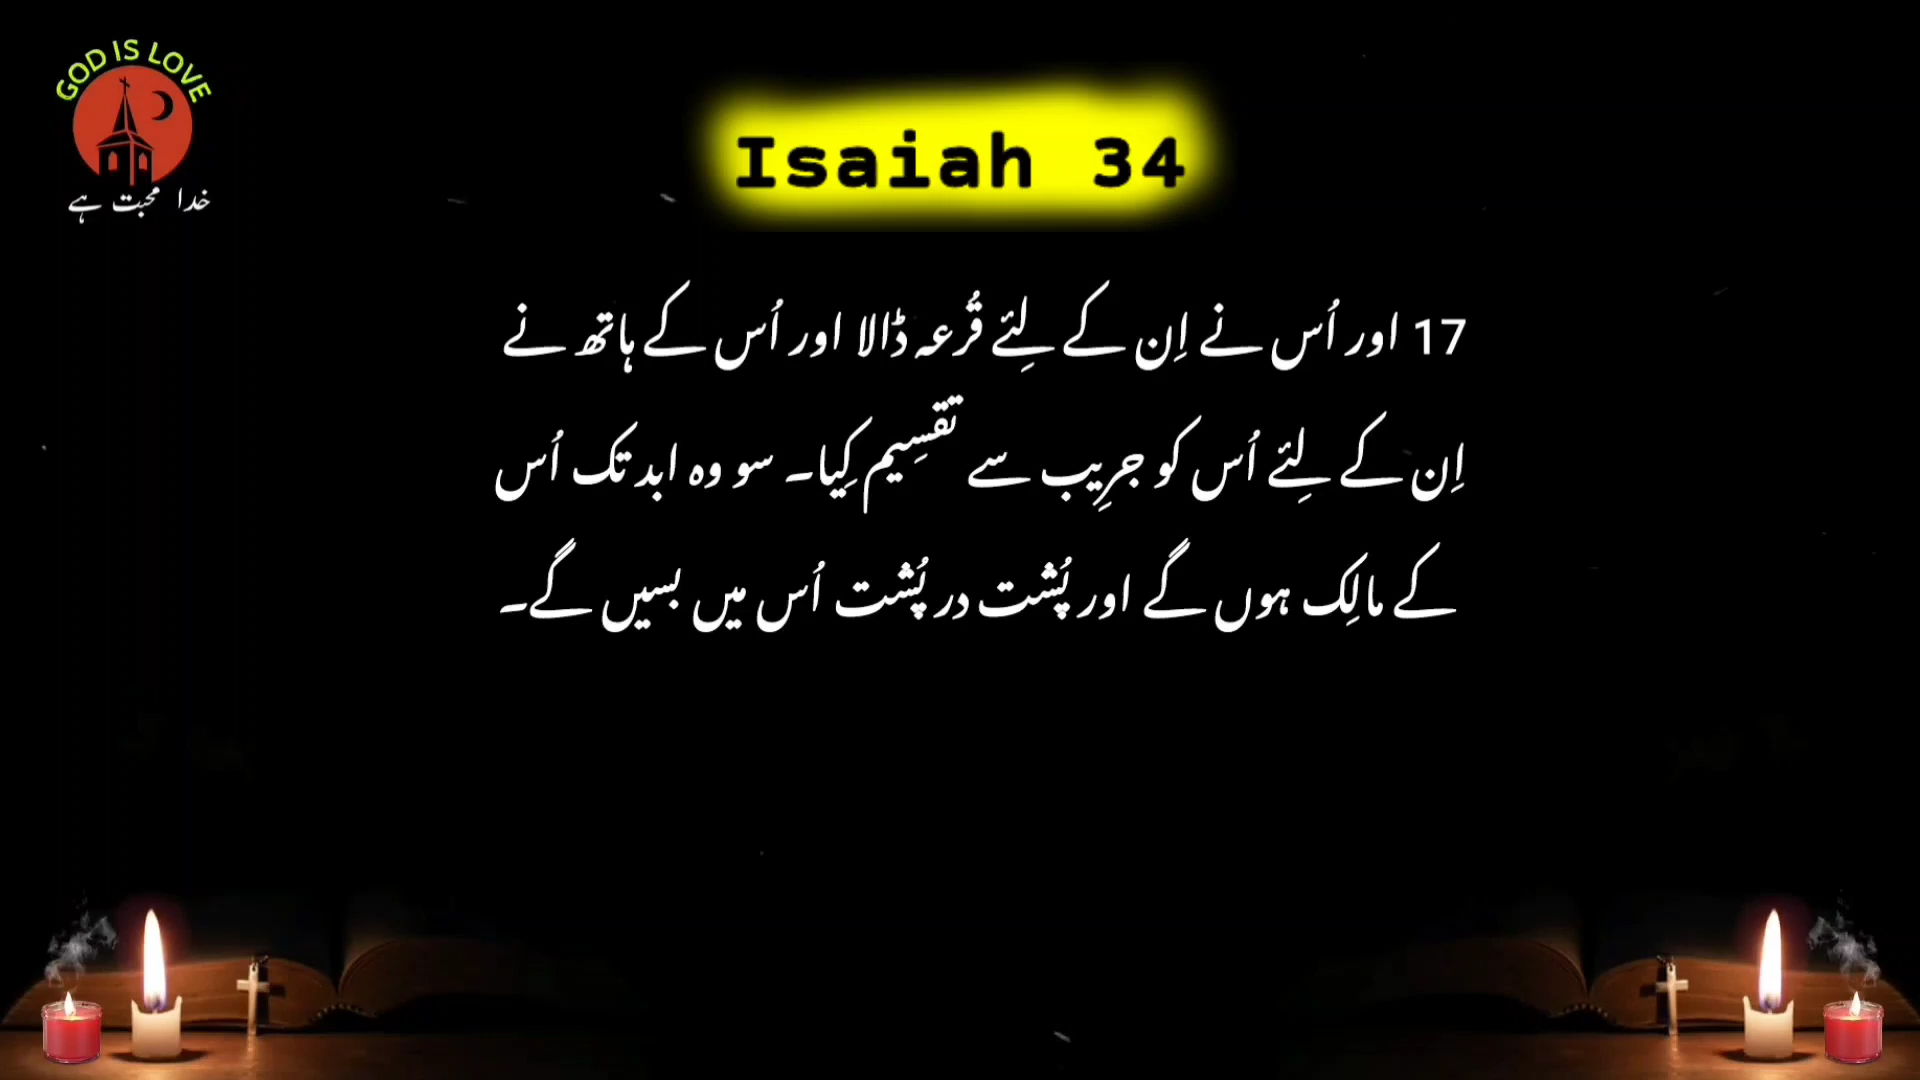 GOD IS LOVE
خدا محبت ہے
Isaiah 34
17 اور اُس نے اِن کے لِئے قُرعہ ڈالا اور اُس کے ہاتھ نے
اِن کے لِئے اُس کو جرِیب سے تقسِیم کِیا۔ سو وہ ابد تک اُس
کے مالِک ہوں گے اور پُشت در پُشت اُس میں بسیں گے۔